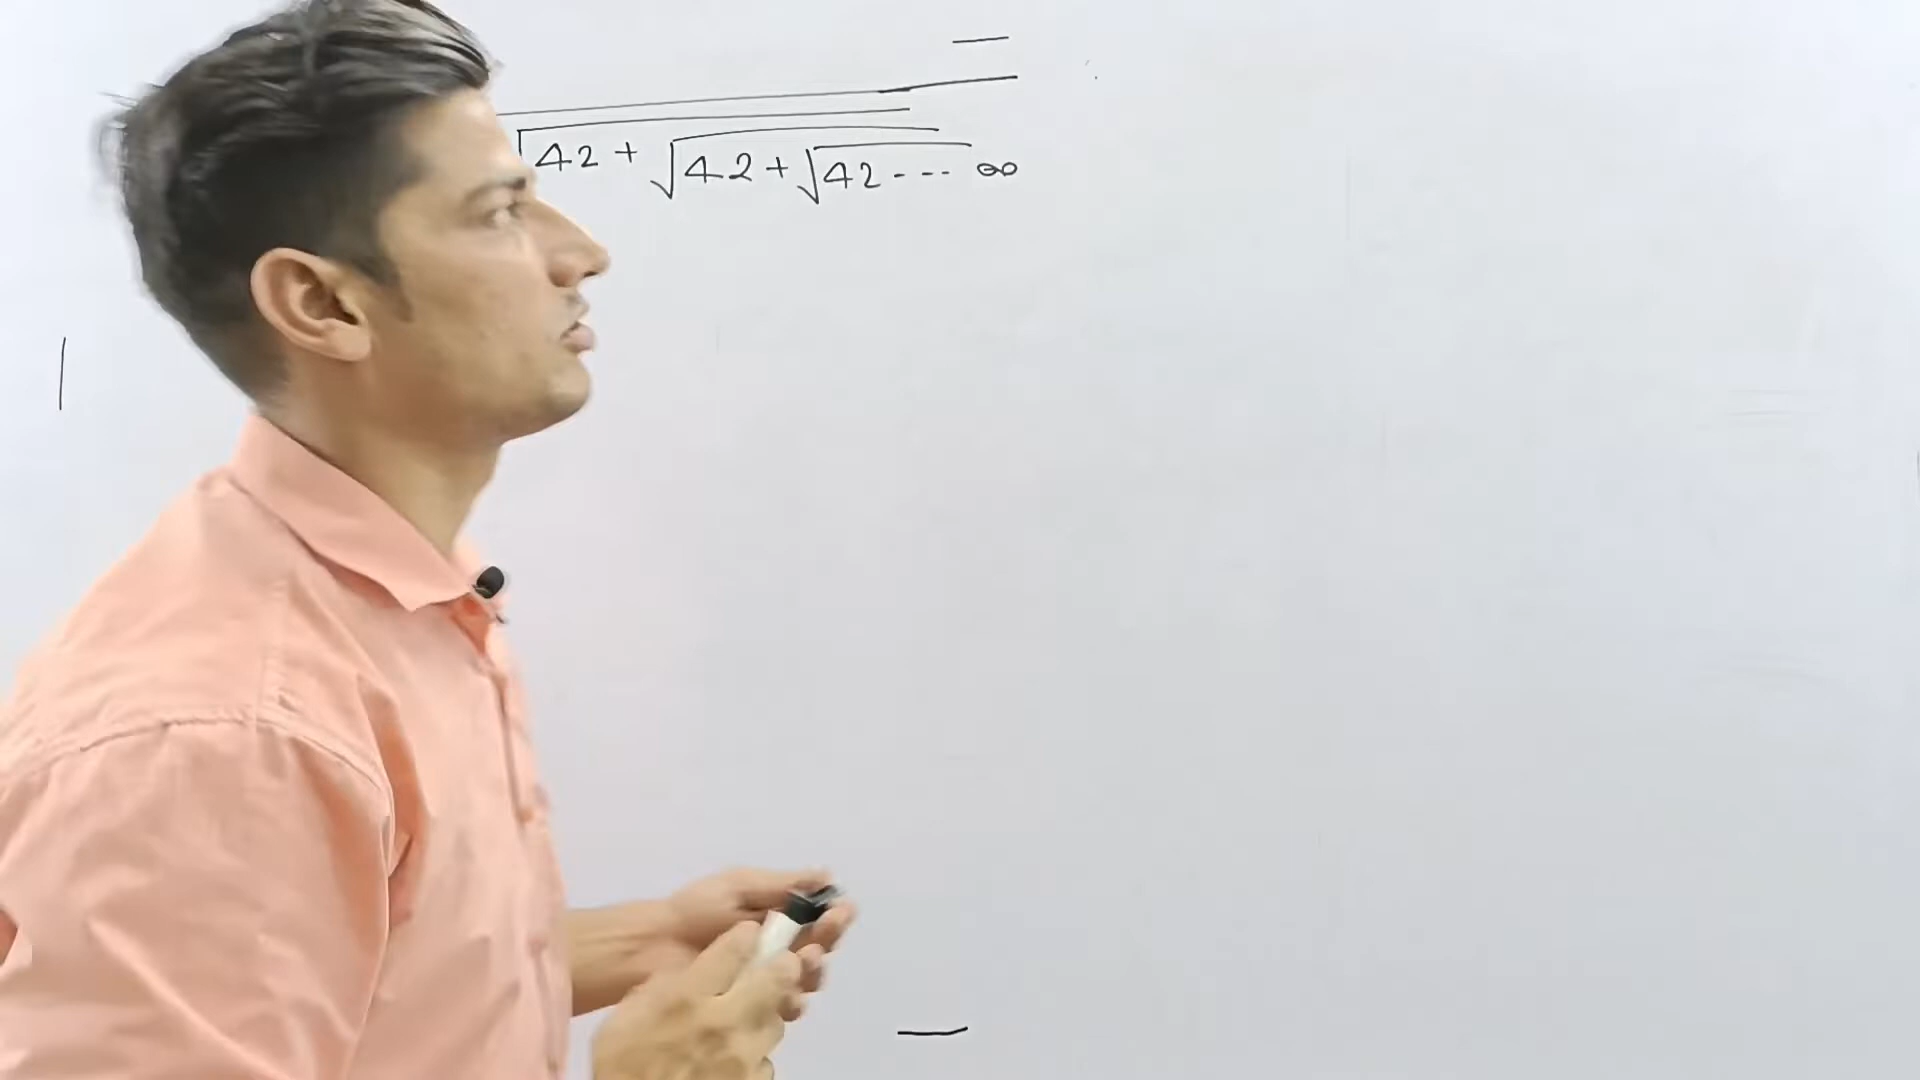 √42 + √42 + √42 --- ∞